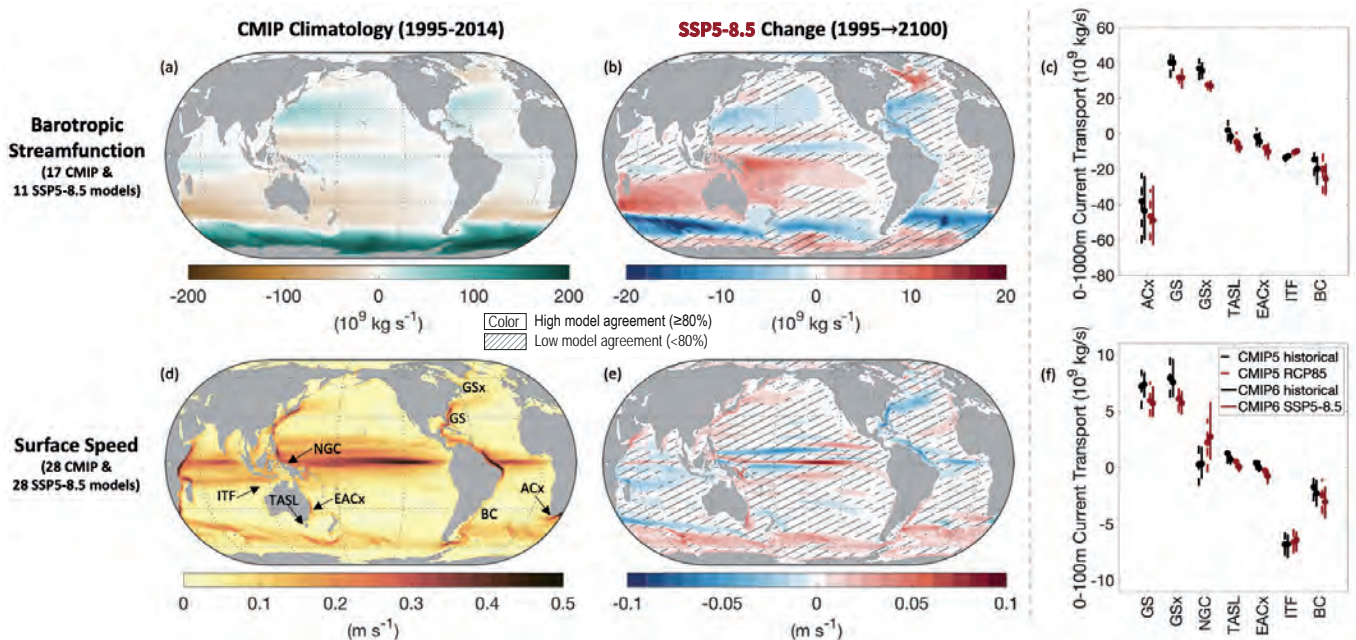 CMIP Climatology (1995-2014)
SSP5-8.5 Change (1995→2100)
Barotropic
Streamfunction
(17 CMIP &
11 SSP5-8.5 models)
(a)
-200 -100 0 100 200
(10⁹ kg s⁻¹)
(b)
-20 -10 0 10 20
(10⁹ kg s⁻¹)
(c)
0-1000m Current Transport (10⁹ kg/s)
60
40
20
0
-20
-40
-60
-80
ACx GS GSx TASL EACx ITF BC
Color High model agreement (≥80%)
Low model agreement (<80%)
Surface Speed
(28 CMIP &
28 SSP5-8.5 models)
(d)
GSx
GS
NGC
ITF
TASL
EACx
BC
ACx
0 0.1 0.2 0.3 0.4 0.5
(m s⁻¹)
(e)
-0.1 -0.05 0 0.05 0.1
(m s⁻¹)
(f)
0-100m Current Transport (10⁹ kg/s)
10
5
0
-5
-10
CMIP5 historical
CMIP5 RCP85
CMIP6 historical
CMIP6 SSP5-8.5
GS GSx NGC TASL EACx ITF BC